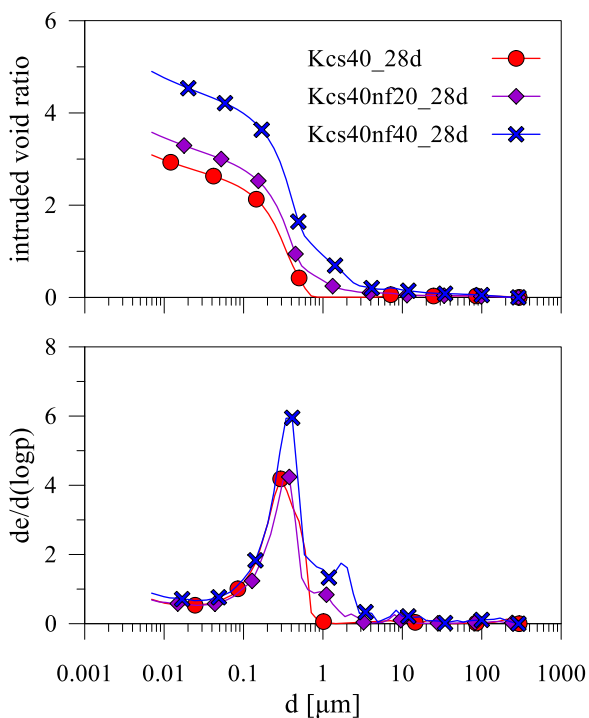 6
Kcs40_28d
Kcs40nf20_28d
4
Kcs40nf40_28d
intruded void ratio
2
0
8
6
de/d(logp)
4
2
0
0.001 0.01 0.1 1 10 100 1000
d [μm]